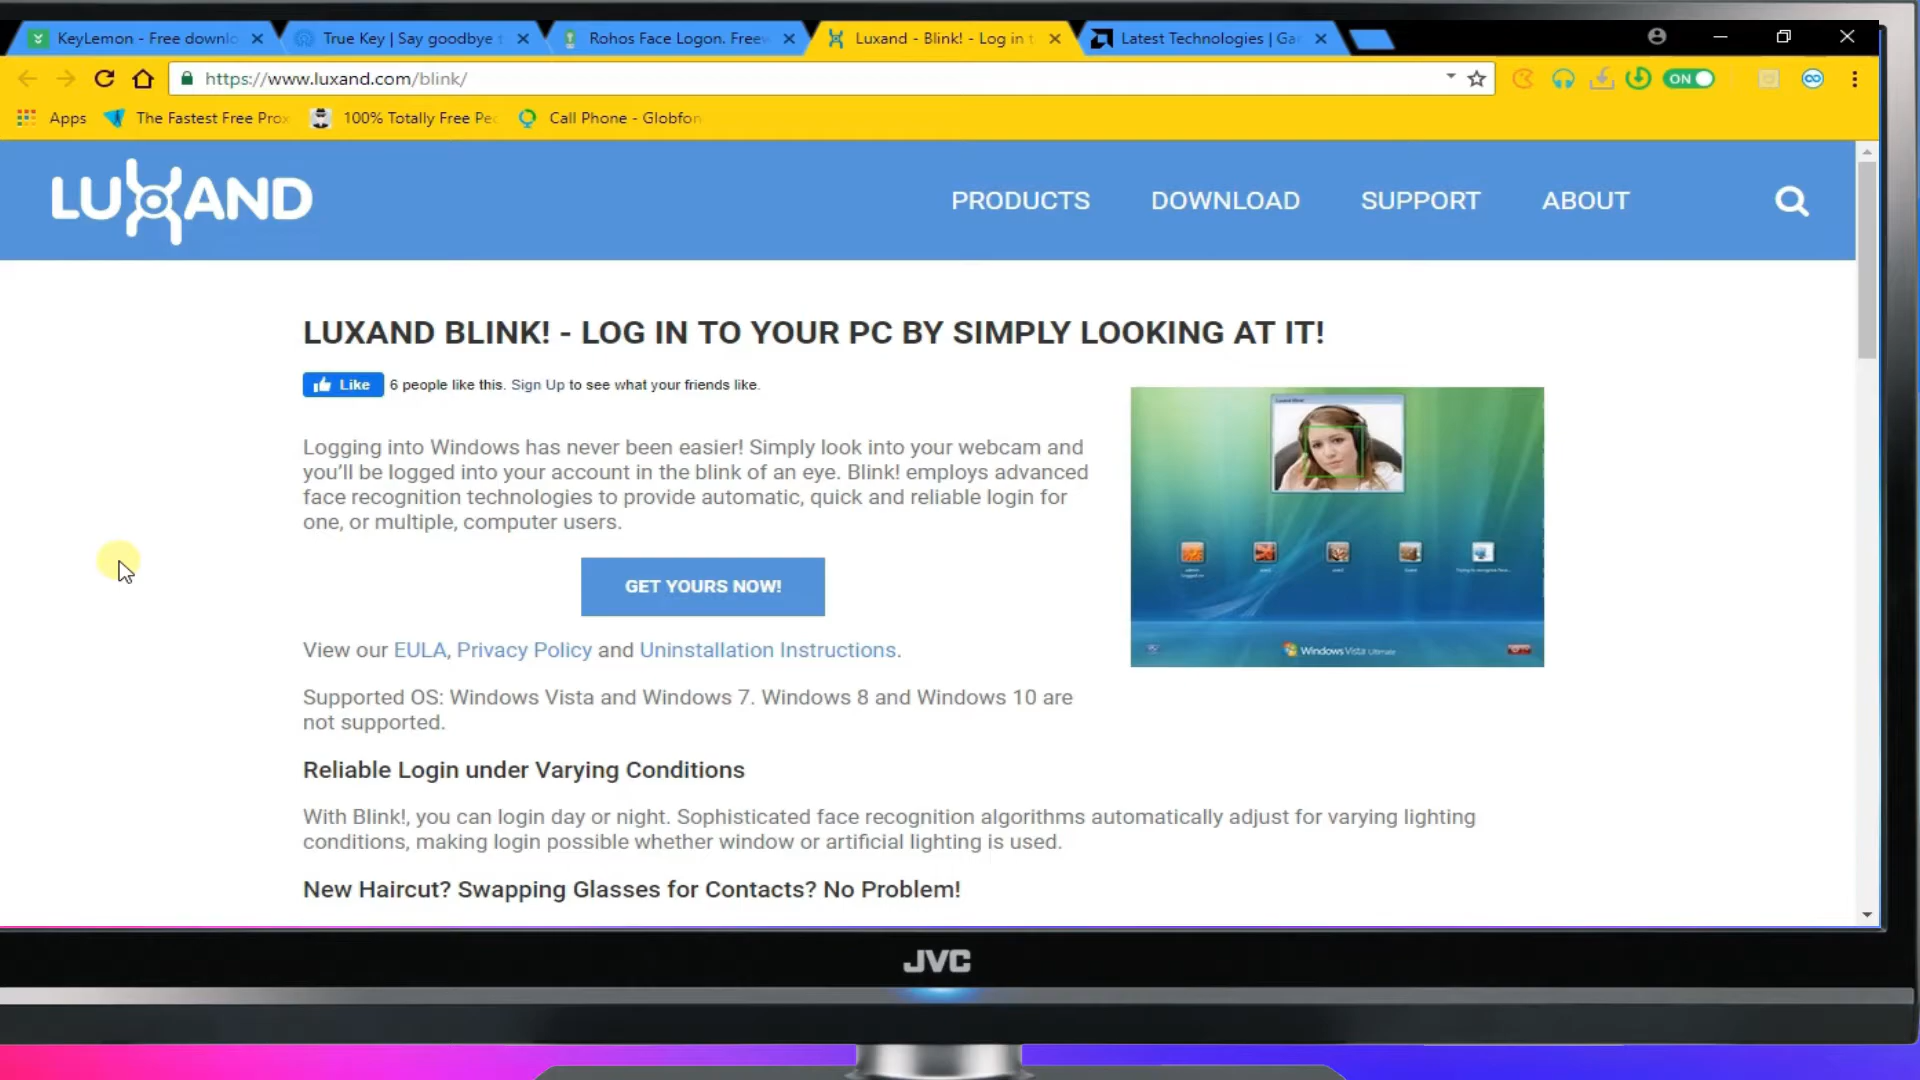 KeyLemon - Free downlo
True Key | Say goodbye t
Rohos Face Logon. Freew
Luxand - Blink! - Log in t
Latest Technologies | Ga
https://www.luxand.com/blink/
ON
Apps
The Fastest Free Prox
100% Totally Free Pe
Call Phone - Globfon
LUXAND
PRODUCTS
DOWNLOAD
SUPPORT
ABOUT
LUXAND BLINK! - LOG IN TO YOUR PC BY SIMPLY LOOKING AT IT!
Like
6 people like this. Sign Up to see what your friends like.
Logging into Windows has never been easier! Simply look into your webcam and
you'll be logged into your account in the blink of an eye. Blink! employs advanced
face recognition technologies to provide automatic, quick and reliable login for
one, or multiple, computer users.
GET YOURS NOW!
View our EULA, Privacy Policy and Uninstallation Instructions.
Supported OS: Windows Vista and Windows 7. Windows 8 and Windows 10 are
not supported.
Luxand Blink!
Windows Vista Ultimate
Reliable Login under Varying Conditions
With Blink!, you can login day or night. Sophisticated face recognition algorithms automatically adjust for varying lighting
conditions, making login possible whether window or artificial lighting is used.
New Haircut? Swapping Glasses for Contacts? No Problem!
JVC